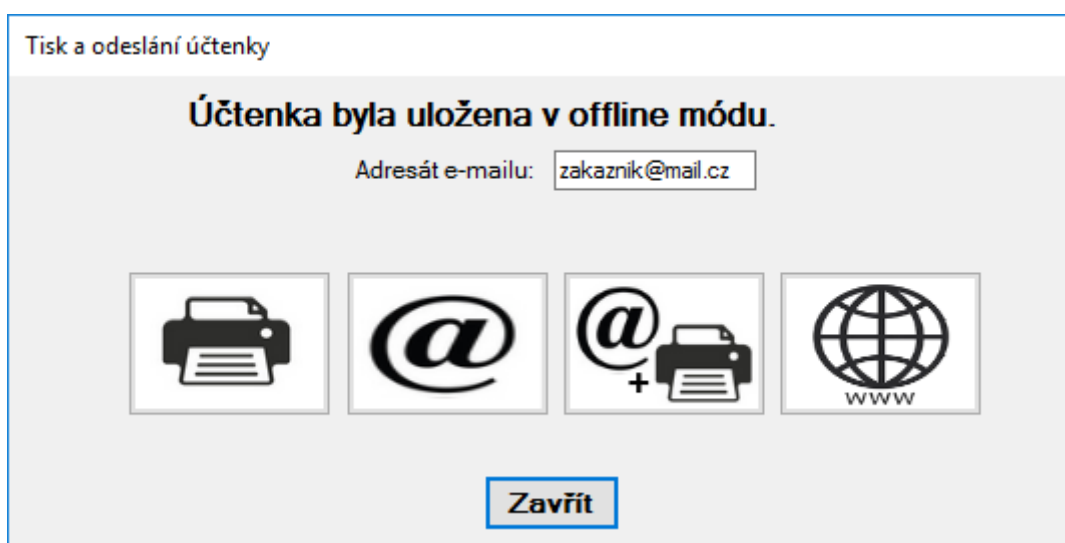 Tisk a odeslání účtenky
Účtenka byla uložena v offline módu.
Adresát e-mailu: zakaznik@mail.cz
@
@ +
www
Zavřít